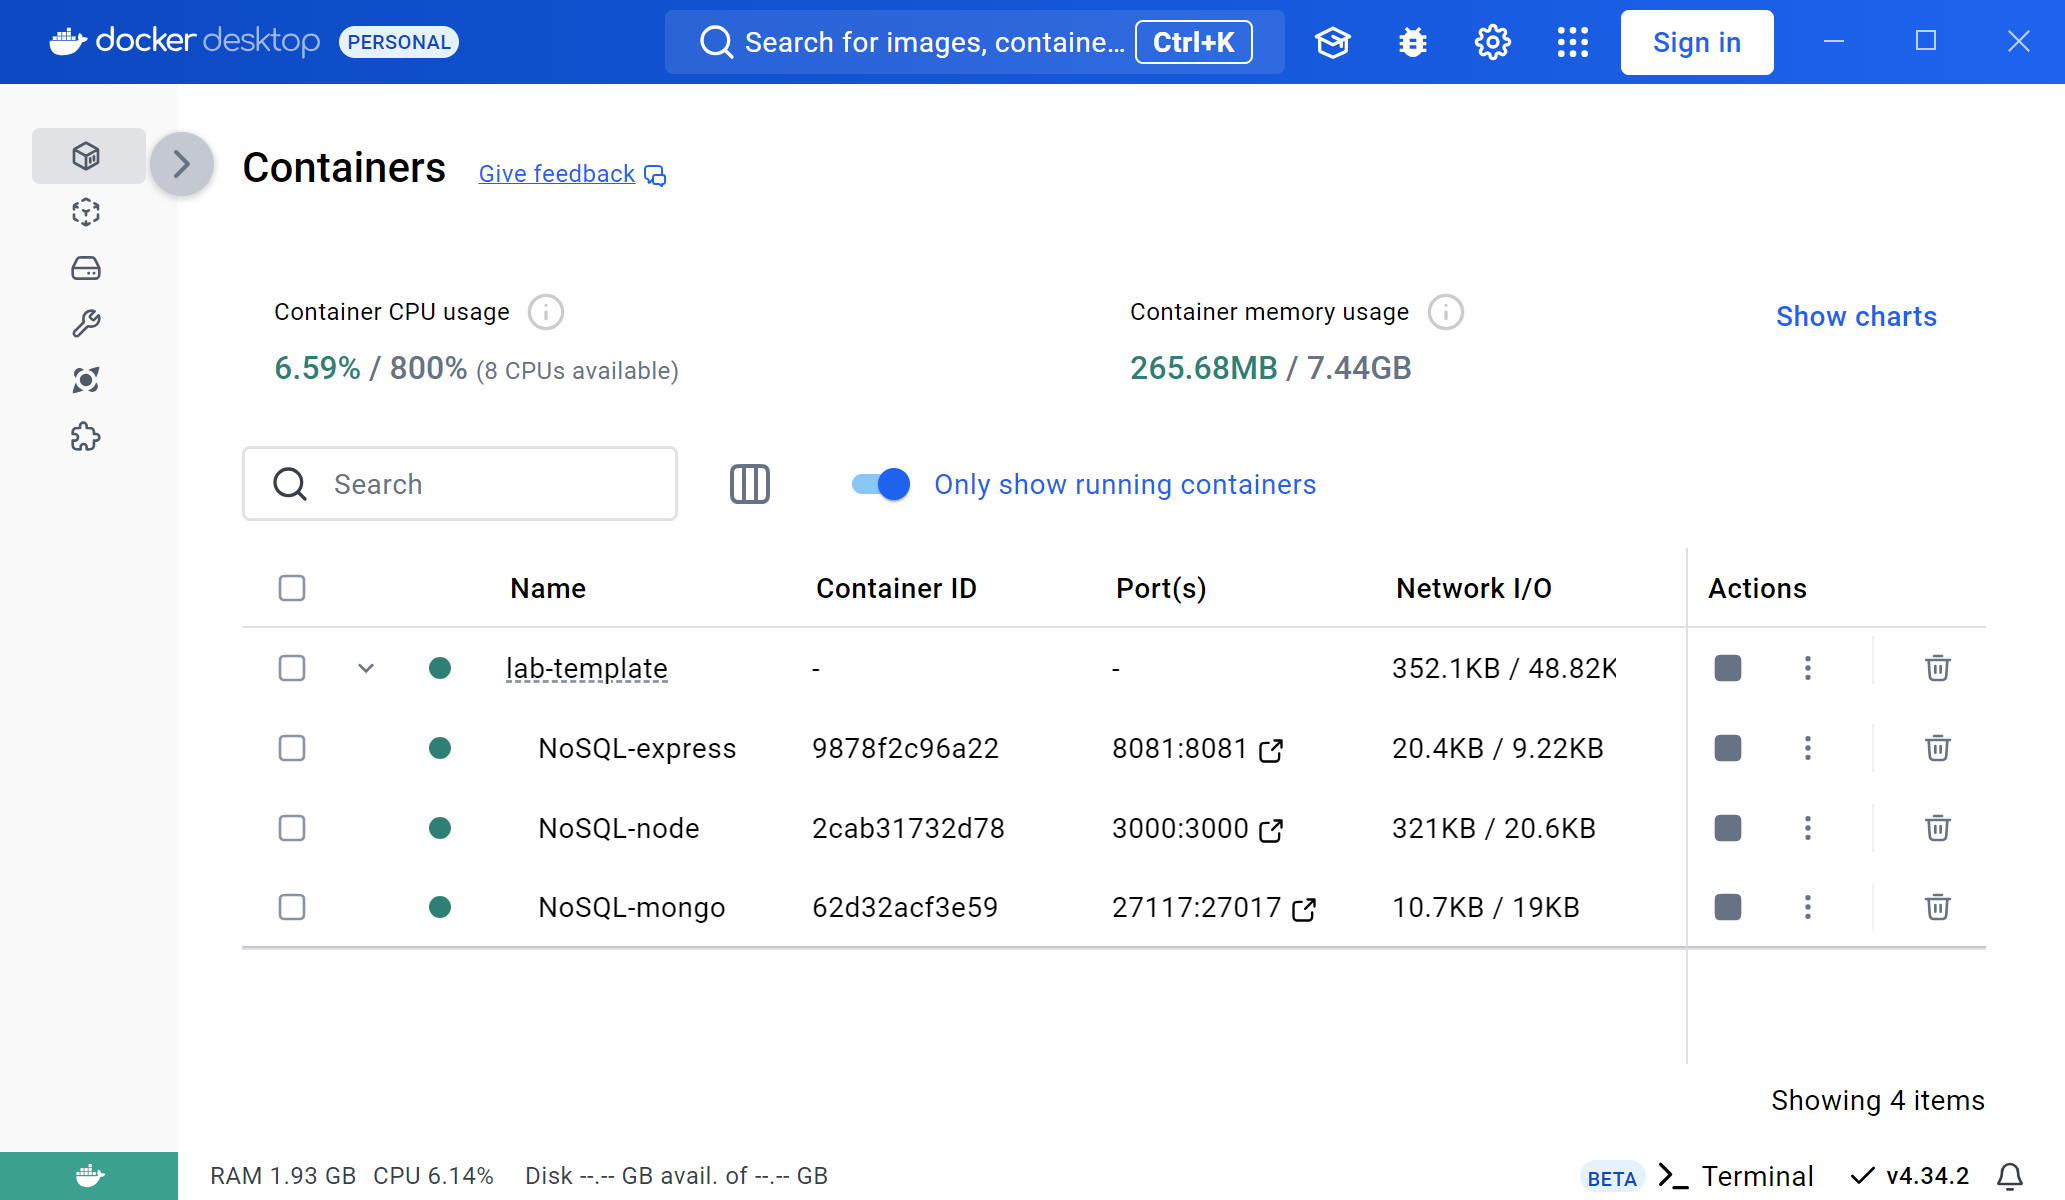 docker desktop PERSONAL
Search for images, containe... Ctrl+K
Sign in
Containers Give feedback
Container CPU usage
6.59% / 800% (8 CPUs available)
Container memory usage
265.68MB / 7.44GB
Show charts
Search
Only show running containers
Name Container ID Port(s) Network I/O Actions
lab-template - - 352.1KB / 48.82K
NoSQL-express 9878f2c96a22 8081:8081 20.4KB / 9.22KB
NoSQL-node 2cab31732d78 3000:3000 321KB / 20.6KB
NoSQL-mongo 62d32acf3e59 27117:27017 10.7KB / 19KB
Showing 4 items
RAM 1.93 GB CPU 6.14% Disk --.-- GB avail. of --.-- GB
BETA Terminal v4.34.2